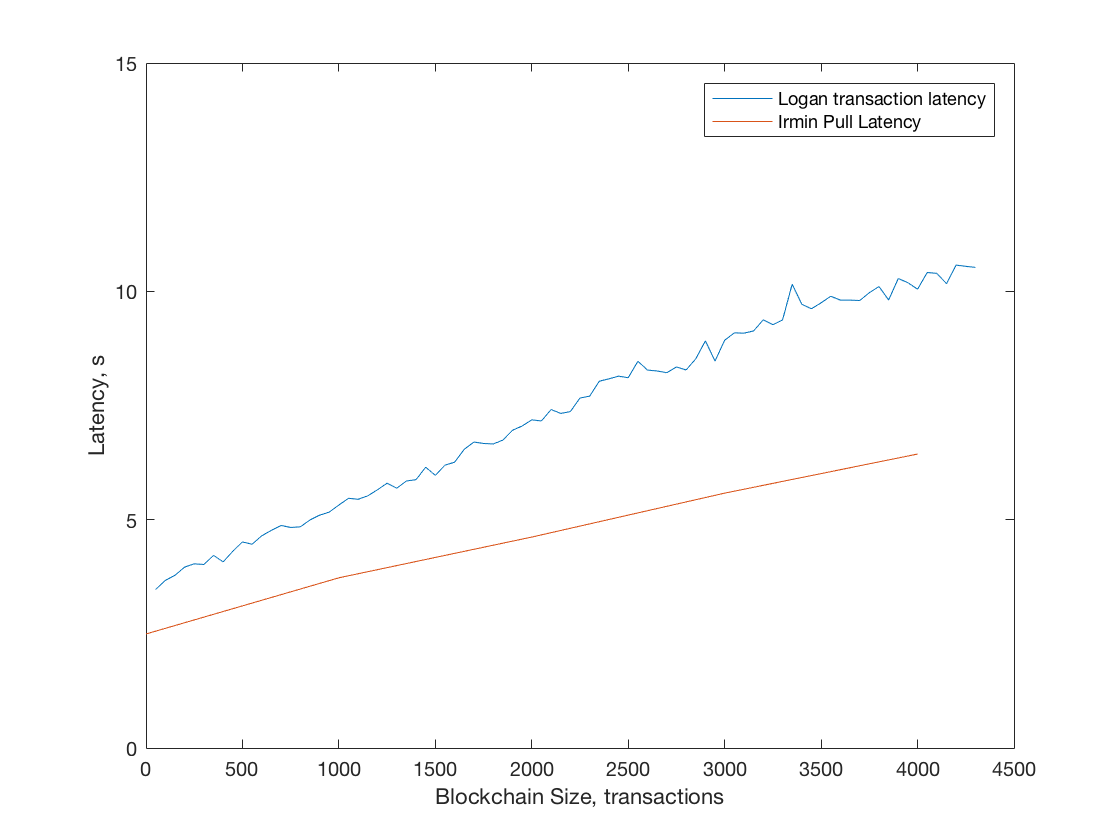 15
10
5
0
Latency, s
Logan transaction latency
Irmin Pull Latency
0 500 1000 1500 2000 2500 3000 3500 4000 4500
Blockchain Size, transactions